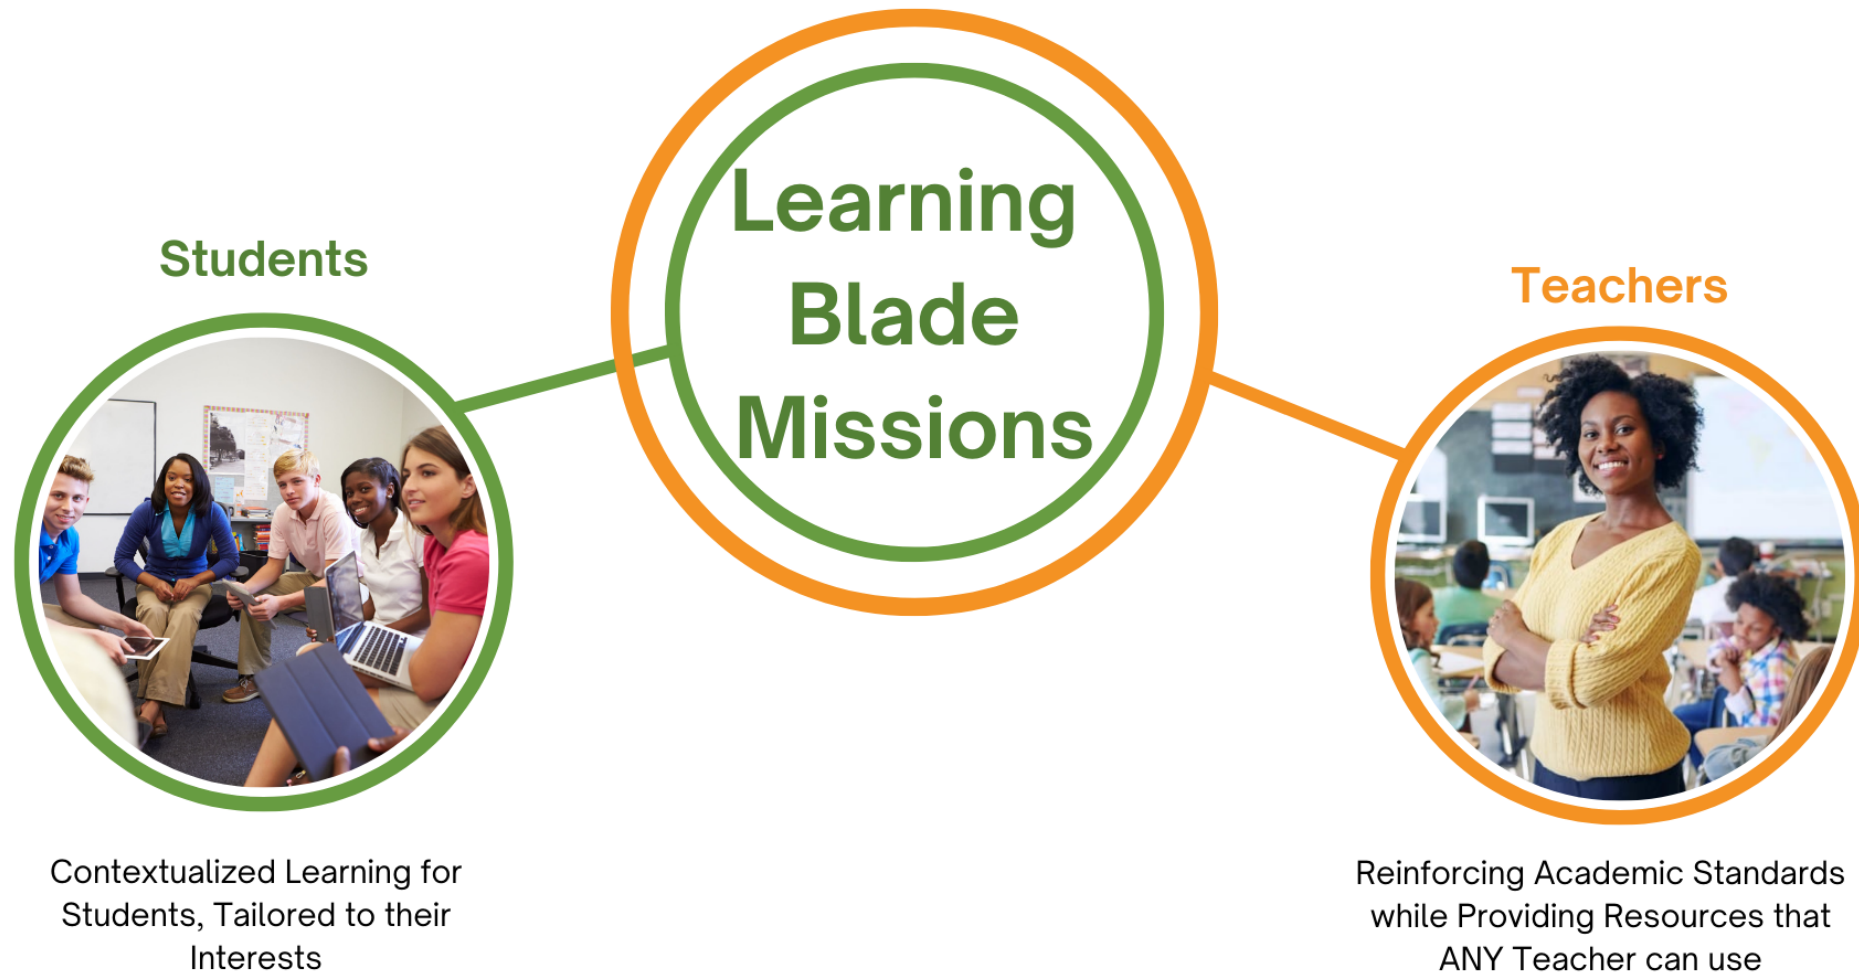 Learning
Blade
Missions
Students
Teachers
Contextualized Learning for
Students, Tailored to their
Interests
Reinforcing Academic Standards
while Providing Resources that
ANY Teacher can use